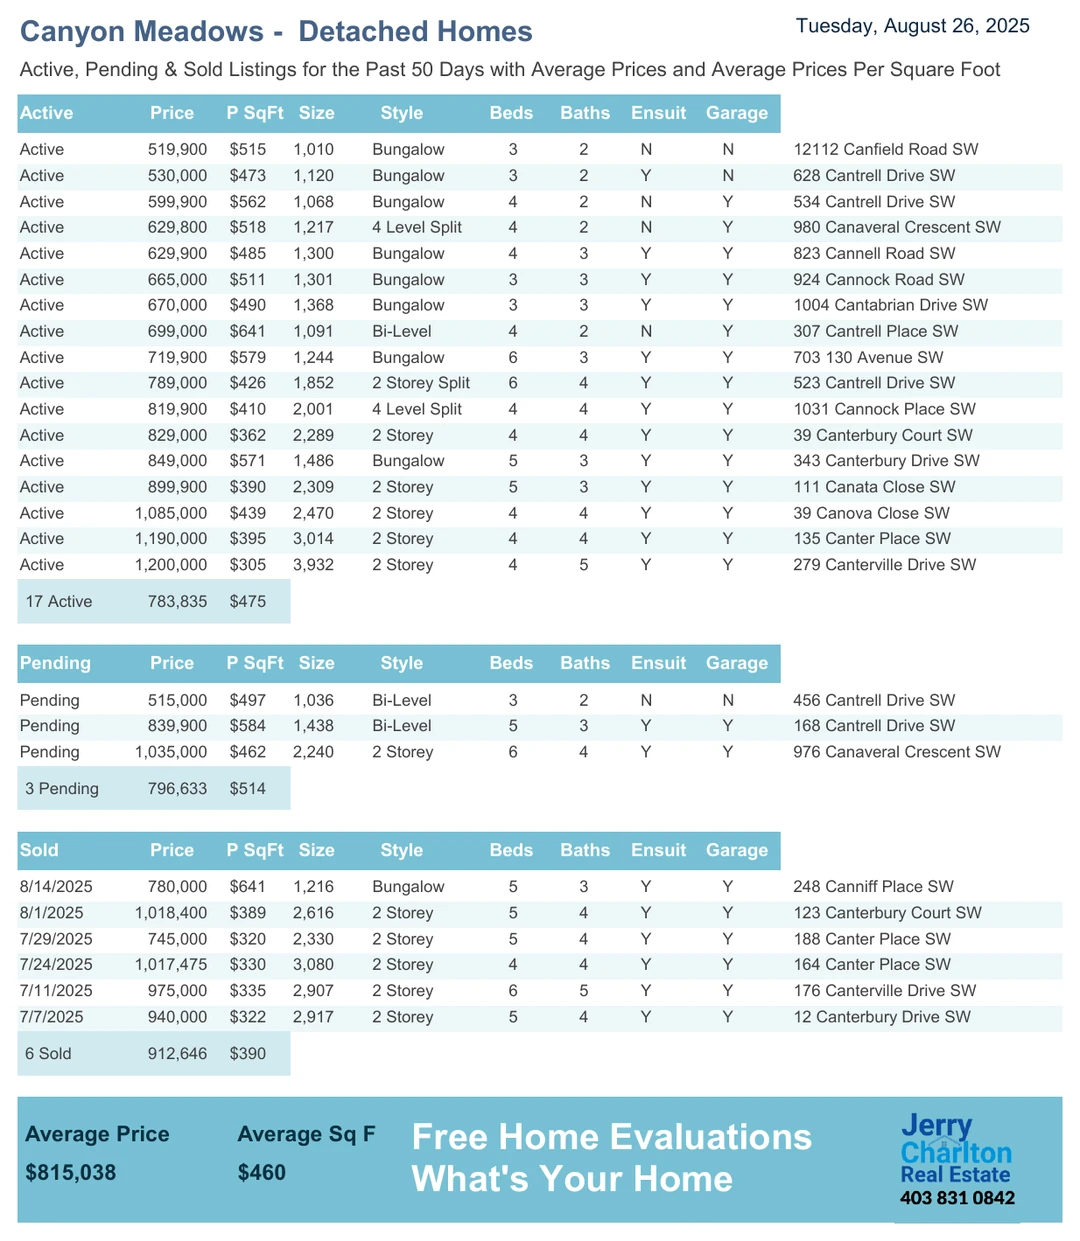 Canyon Meadows -  Detached Homes
Tuesday, August 26, 2025
Active, Pending & Sold Listings for the Past 50 Days with Average Prices and Average Prices Per Square Foot
Active Price P SqFt Size Style Beds Baths Ensuit Garage
Active 519,900 $515 1,010 Bungalow 3 2 N N 12112 Canfield Road SW
Active 530,000 $473 1,120 Bungalow 3 2 Y N 628 Cantrell Drive SW
Active 599,900 $562 1,068 Bungalow 4 2 N Y 534 Cantrell Drive SW
Active 629,800 $518 1,217 4 Level Split 4 2 N Y 980 Canaveral Crescent SW
Active 629,900 $485 1,300 Bungalow 4 3 Y Y 823 Cannell Road SW
Active 665,000 $511 1,301 Bungalow 3 3 Y Y 924 Cannock Road SW
Active 670,000 $490 1,368 Bungalow 3 3 Y Y 1004 Cantabrian Drive SW
Active 699,000 $641 1,091 Bi-Level 4 2 N Y 307 Cantrell Place SW
Active 719,900 $579 1,244 Bungalow 6 3 Y Y 703 130 Avenue SW
Active 789,000 $426 1,852 2 Storey Split 6 4 Y Y 523 Cantrell Drive SW
Active 819,900 $410 2,001 4 Level Split 4 4 Y Y 1031 Cannock Place SW
Active 829,000 $362 2,289 2 Storey 4 4 Y Y 39 Canterbury Court SW
Active 849,000 $571 1,486 Bungalow 5 3 Y Y 343 Canterbury Drive SW
Active 899,900 $390 2,309 2 Storey 5 3 Y Y 111 Canata Close SW
Active 1,085,000 $439 2,470 2 Storey 4 4 Y Y 39 Canova Close SW
Active 1,190,000 $395 3,014 2 Storey 4 4 Y Y 135 Canter Place SW
Active 1,200,000 $305 3,932 2 Storey 4 5 Y Y 279 Canterville Drive SW
17 Active 783,835 $475
Pending Price P SqFt Size Style Beds Baths Ensuit Garage
Pending 515,000 $497 1,036 Bi-Level 3 2 N N 456 Cantrell Drive SW
Pending 839,900 $584 1,438 Bi-Level 5 3 Y Y 168 Cantrell Drive SW
Pending 1,035,000 $462 2,240 2 Storey 6 4 Y Y 976 Canaveral Crescent SW
3 Pending 796,633 $514
Sold Price P SqFt Size Style Beds Baths Ensuit Garage
8/14/2025 780,000 $641 1,216 Bungalow 5 3 Y Y 248 Canniff Place SW
8/1/2025 1,018,400 $389 2,616 2 Storey 5 4 Y Y 123 Canterbury Court SW
7/29/2025 745,000 $320 2,330 2 Storey 5 4 Y Y 188 Canter Place SW
7/24/2025 1,017,475 $330 3,080 2 Storey 4 4 Y Y 164 Canter Place SW
7/11/2025 975,000 $335 2,907 2 Storey 6 5 Y Y 176 Canterville Drive SW
7/7/2025 940,000 $322 2,917 2 Storey 5 4 Y Y 12 Canterbury Drive SW
6 Sold 912,646 $390
Average Price Average Sq F
$815,038 $460
Free Home Evaluations
What's Your Home
Jerry
Charlton
Real Estate
403 831 0842